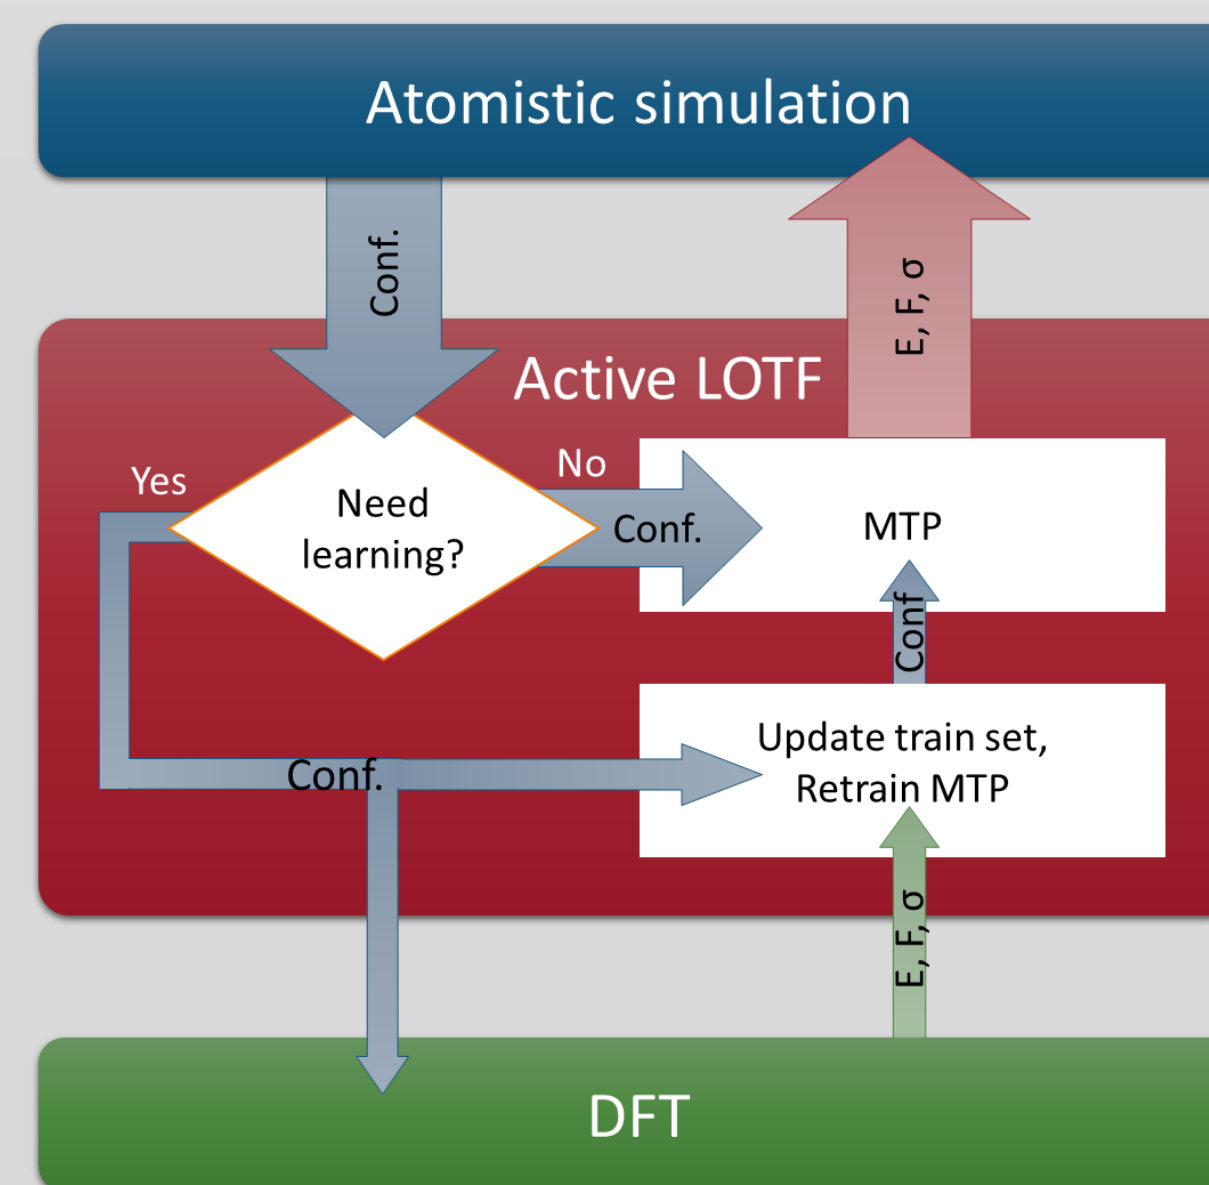 Atomistic simulation
Conf.
E, F, σ
Active LOTF
Yes
No
Need
learning?
Conf.
MTP
Conf
Update train set,
Retrain MTP
Conf.
E, F, σ
DFT